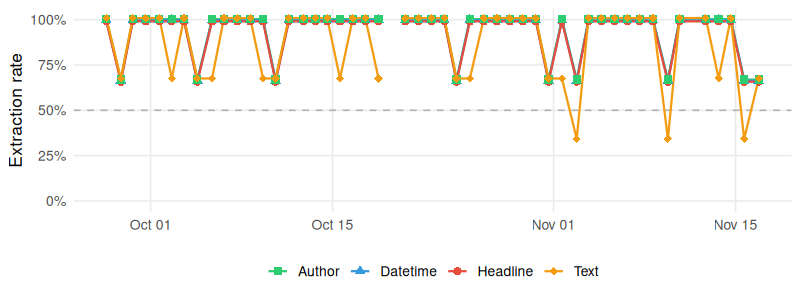 Extraction rate
100%
75%
50%
25%
0%
Oct 01 Oct 15 Nov 01 Nov 15
Author Datetime Headline Text